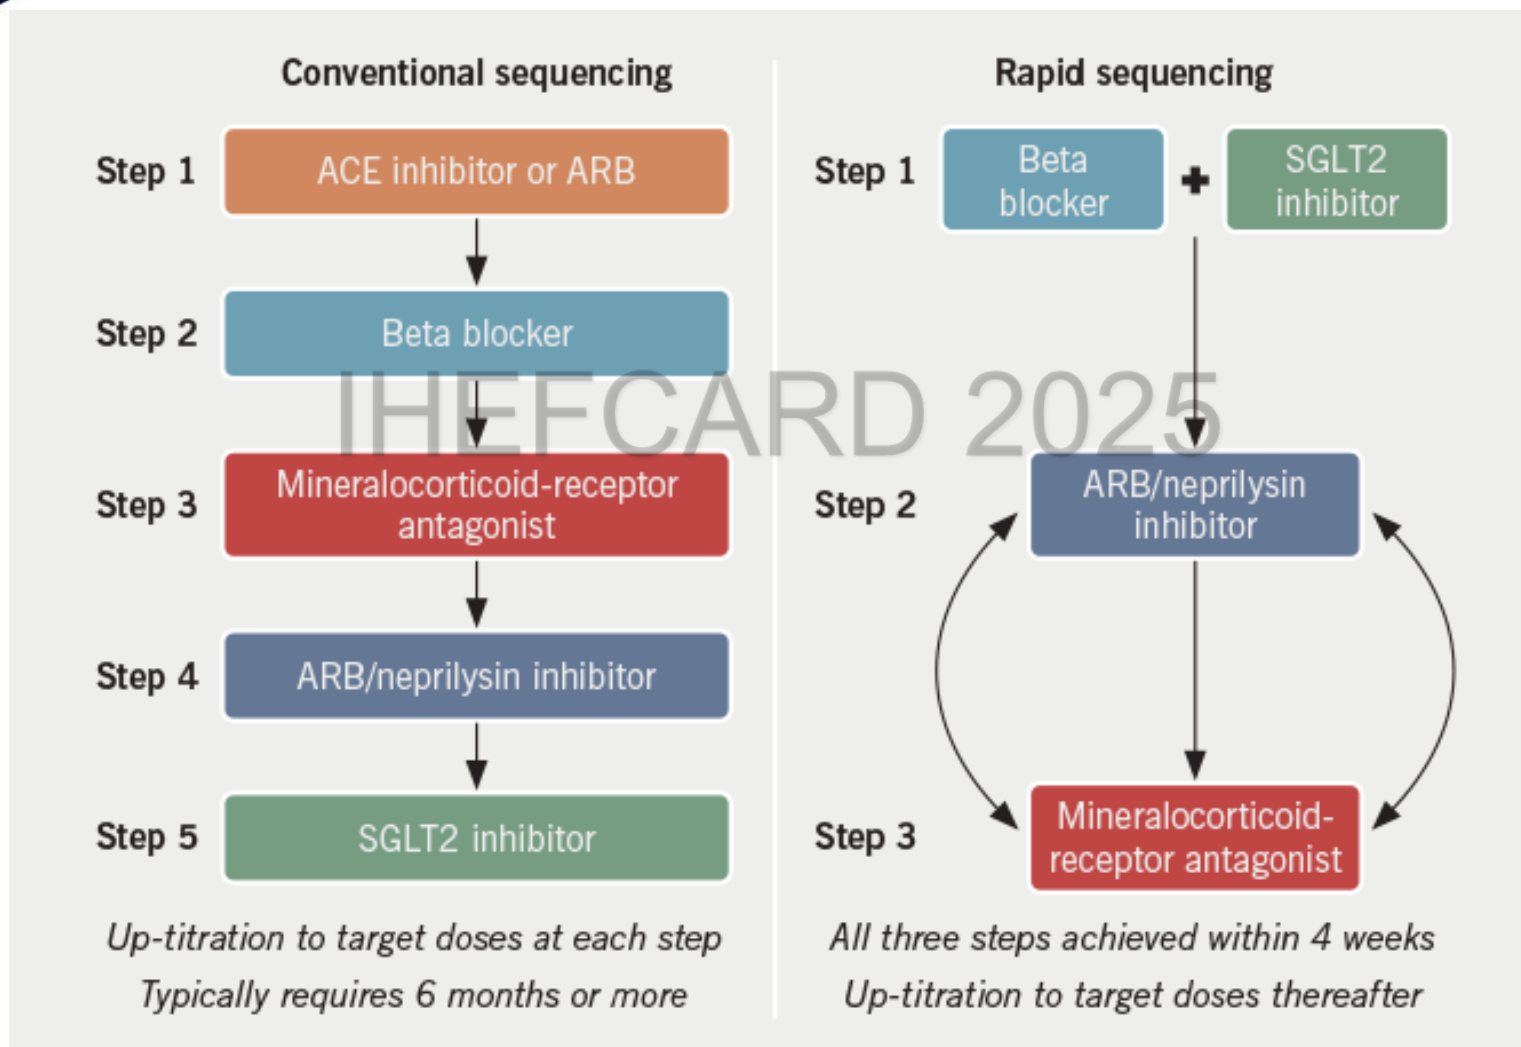 Conventional sequencing
Step 1
ACE inhibitor or ARB
Step 2
Beta blocker
Step 3
Mineralocorticoid-receptor
antagonist
Step 4
ARB/neprilysin inhibitor
Step 5
SGLT2 inhibitor
Up-titration to target doses at each step
Typically requires 6 months or more
Rapid sequencing
Step 1
Beta
blocker
+
SGLT2
inhibitor
Step 2
ARB/neprilysin
inhibitor
Step 3
Mineralocorticoid-
receptor antagonist
All three steps achieved within 4 weeks
Up-titration to target doses thereafter
IHEFCARD 2025